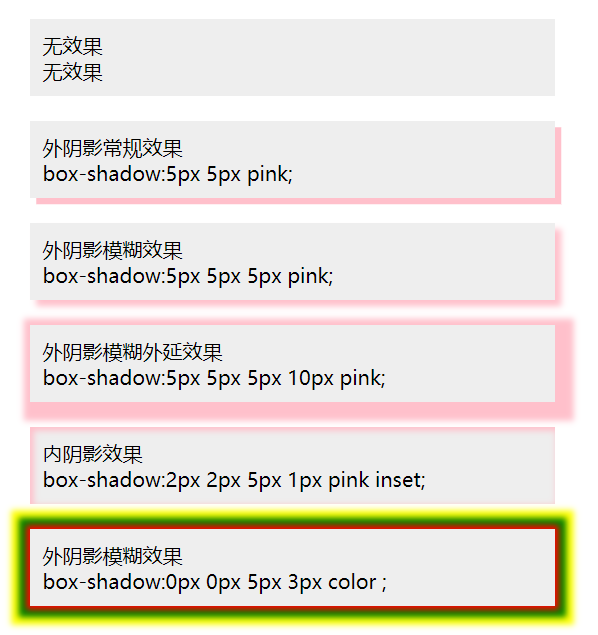 无效果
无效果
外阴影常规效果
box-shadow:5px 5px pink;
外阴影模糊效果
box-shadow:5px 5px 5px pink;
外阴影模糊外延效果
box-shadow:5px 5px 5px 10px pink;
内阴影效果
box-shadow:2px 2px 5px 1px pink inset;
外阴影模糊效果
box-shadow:0px 0px 5px 3px color ;